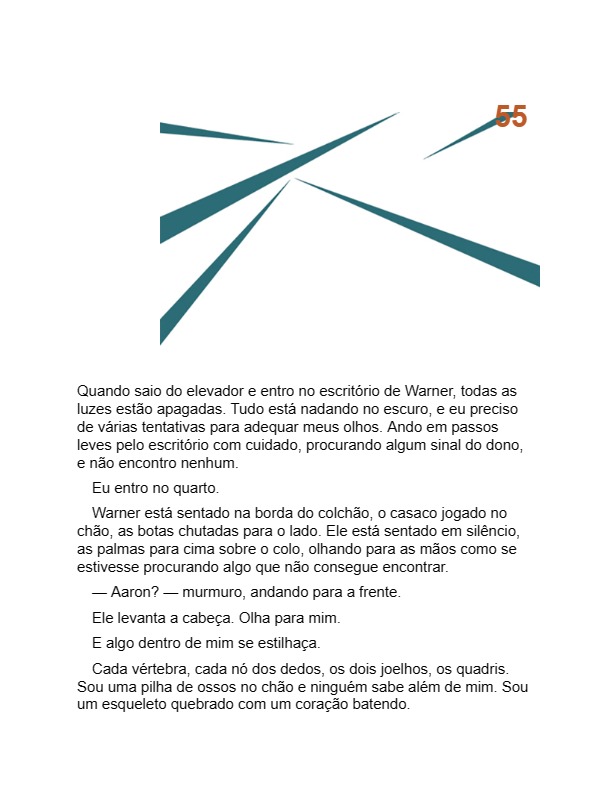 55
Quando saio do elevador e entro no escritório de Warner, todas as
luzes estão apagadas. Tudo está nadando no escuro, e eu preciso
de várias tentativas para adequar meus olhos. Ando em passos
leves pelo escritório com cuidado, procurando algum sinal do dono,
e não encontro nenhum.
Eu entro no quarto.
Warner está sentado na borda do colchão, o casaco jogado no
chão, as botas chutadas para o lado. Ele está sentado em silêncio,
as palmas para cima sobre o colo, olhando para as mãos como se
estivesse procurando algo que não consegue encontrar.
— Aaron? — murmuro, andando para a frente.
Ele levanta a cabeça. Olha para mim.
E algo dentro de mim se estilhaça.
Cada vértebra, cada nó dos dedos, os dois joelhos, os quadris.
Sou uma pilha de ossos no chão e ninguém sabe além de mim. Sou
um esqueleto quebrado com um coração batendo.